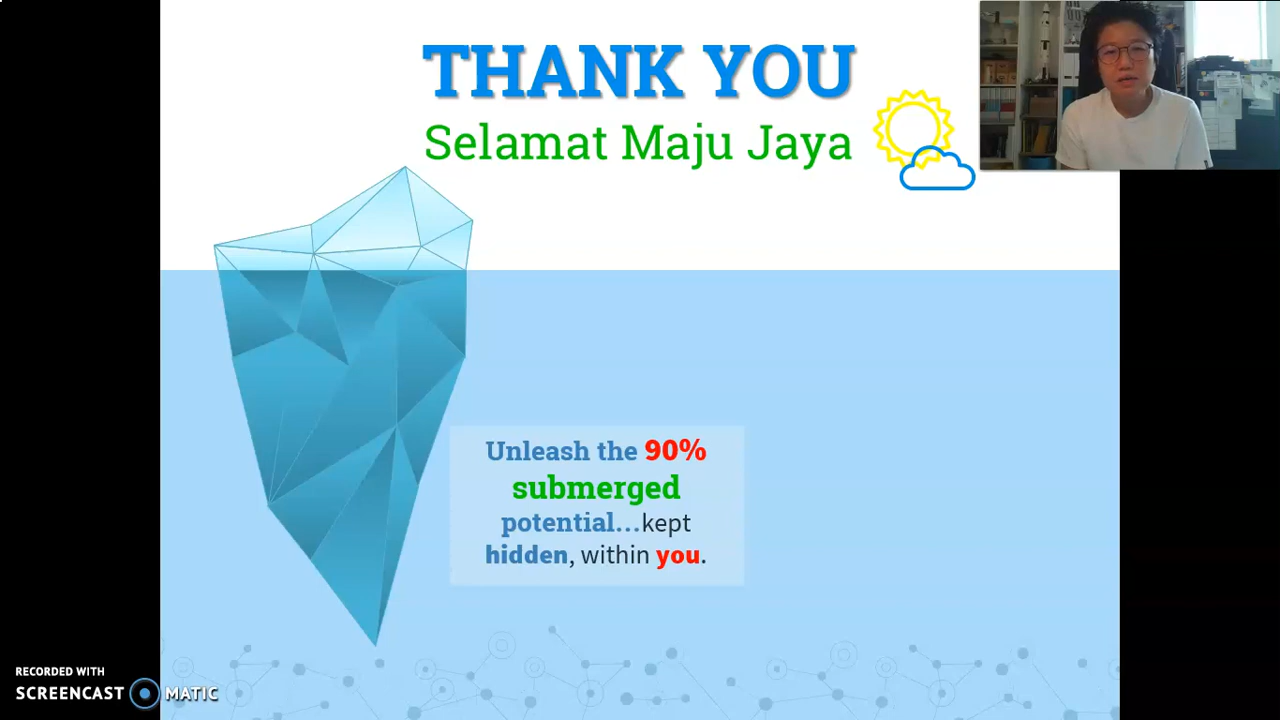 THANK YOU
Selamat Maju Jaya
Unleash the 90%
submerged
potential...kept
hidden, within you.
RECORDED WITH
SCREENCAST MATIC